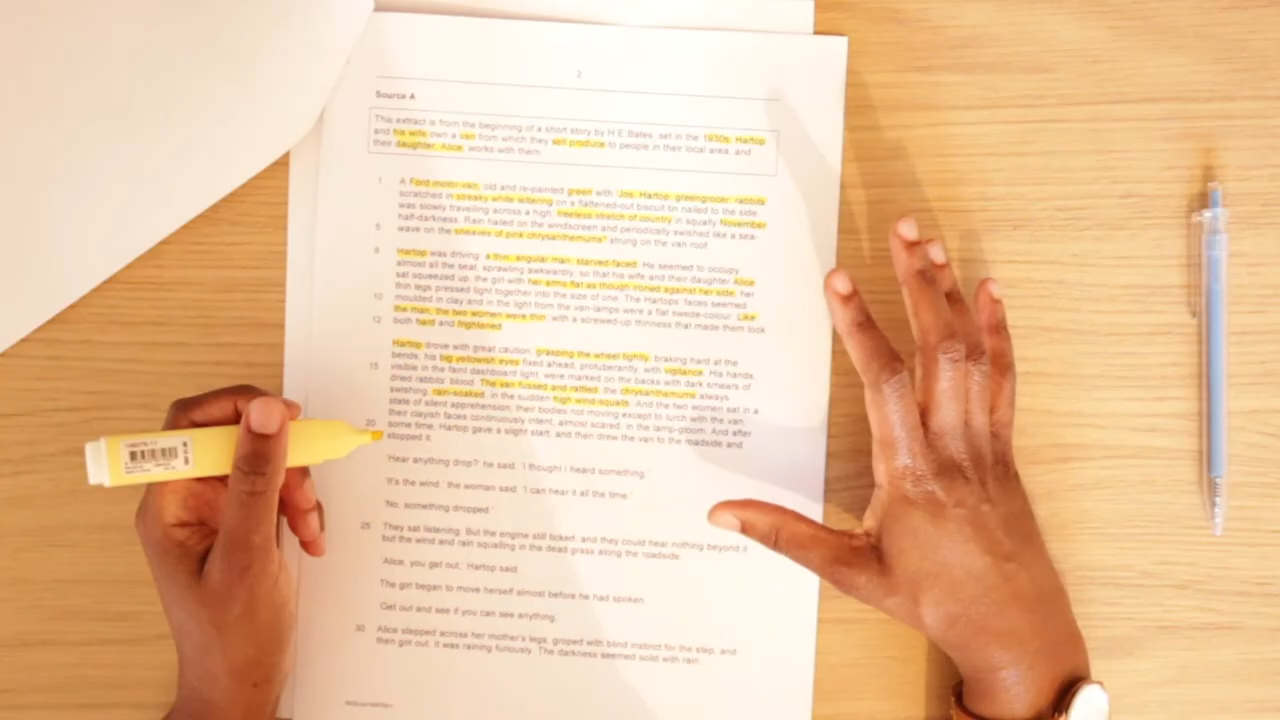 2
Source A
This extract is from the beginning of a short story by H E Bates, set in the 1930s. Hartop
and his wife own a van from which they sell produce to people in their local area, and
their daughter, Alice, works with them.
1 A Ford motor-van, old and re-painted green with 'Jos. Hartop, greengrocer, rabbits'
scratched in streaky white lettering on a flattened-out biscuit tin nailed to the side,
was slowly travelling across a high, treeless stretch of country in squally November
half-darkness. Rain hailed on the windscreen and periodically swished like a sea-
5 wave on the sheaves of pink chrysanthemums* strung on the van roof.
6 Hartop was driving: a thin, angular man, starved-faced. He seemed to occupy
almost all the seat, sprawling awkwardly; so that his wife and their daughter Alice
sat squeezed up, the girl with her arms flat as though ironed against her side, her
thin legs pressed tight together into the size of one. The Hartops' faces seemed
10 moulded in clay and in the light from the van-lamps were a flat swede-colour. Like
the man, the two women were thin, with a screwed-up thinness that made them look
12 both hard and frightened.
Hartop drove with great caution, grasping the wheel tightly, braking hard at the
bends, his big yellowish eyes fixed ahead, protuberantly, with vigilance. His hands,
15 visible in the faint dashboard light, were marked on the backs with dark smears of
dried rabbits' blood. The van fussed and rattled, the chrysanthemums always
swishing, rain-soaked, in the sudden high wind-squalls. And the two women sat in a
state of silent apprehension, their bodies not moving except to lurch with the van,
their clayish faces continuously intent, almost scared, in the lamp-gloom. And after
20 some time, Hartop gave a slight start, and then drew the van to the roadside and
stopped it.
'Hear anything drop?' he said. 'I thought I heard something.'
'It's the wind,' the woman said. 'I can hear it all the time.'
'No, something dropped.'
25 They sat listening. But the engine still ticked, and they could hear nothing beyond it
but the wind and rain squalling in the dead grass along the roadside.
'Alice, you get out,' Hartop said.
The girl began to move herself almost before he had spoken.
'Get out and see if you can see anything.'
30 Alice stepped across her mother's legs, groped with blind instinct for the step, and
then got out. It was raining furiously. The darkness seemed solid with rain.